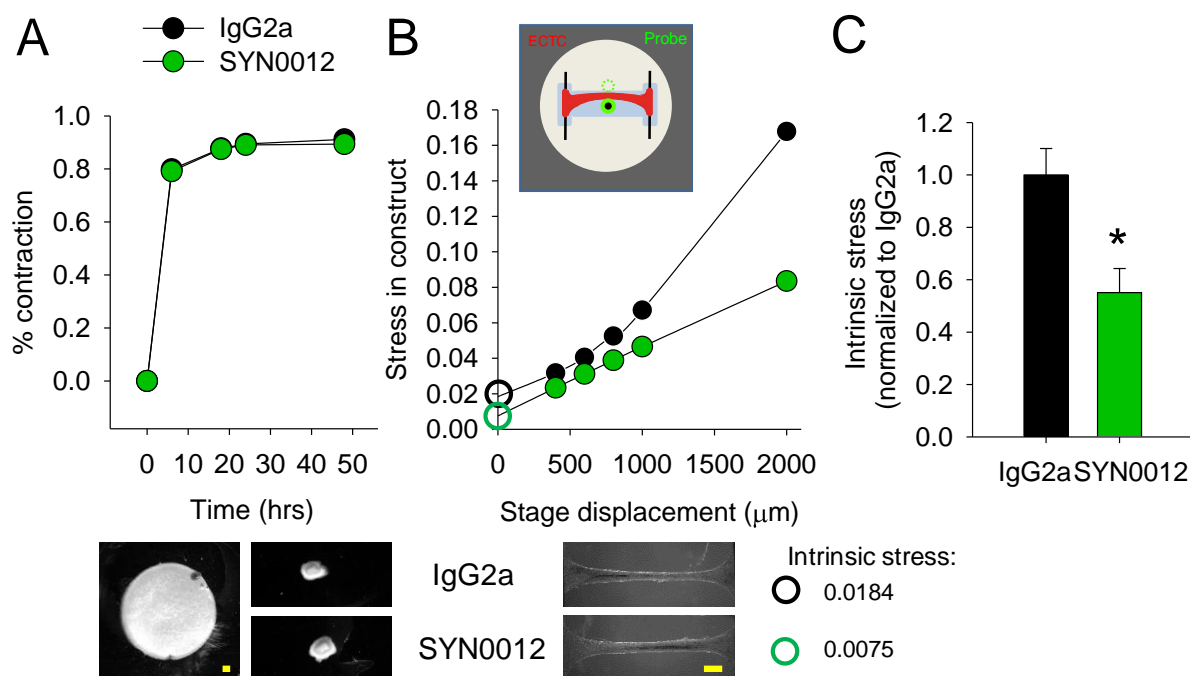 A
IgG2a
SYN0012
% contraction
1.0
0.8
0.6
0.4
0.2
0.0
0 10 20 30 40 50
Time (hrs)
B
ECTC
Probe
Stress in construct
0.18
0.16
0.14
0.12
0.10
0.08
0.06
0.04
0.02
0.00
0 500 1000 1500 2000
Stage displacement (μm)
C
Intrinsic stress
(normalized to IgG2a)
1.2
1.0
0.8
0.6
0.4
0.2
0.0
*
IgG2a SYN0012
IgG2a
SYN0012
Intrinsic stress:
0.0184
0.0075